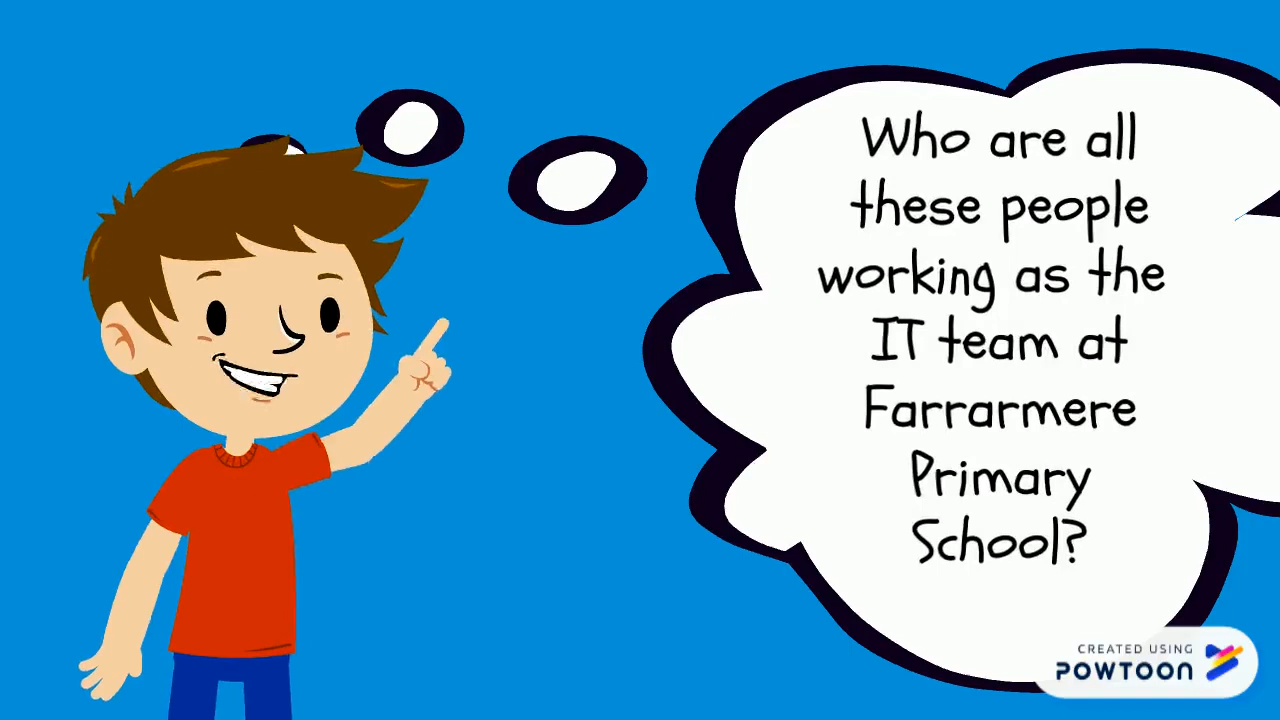 Who are all
these people
working as the
IT team at
Farrarmere
Primary
School?
CREATED USING
POWTOON